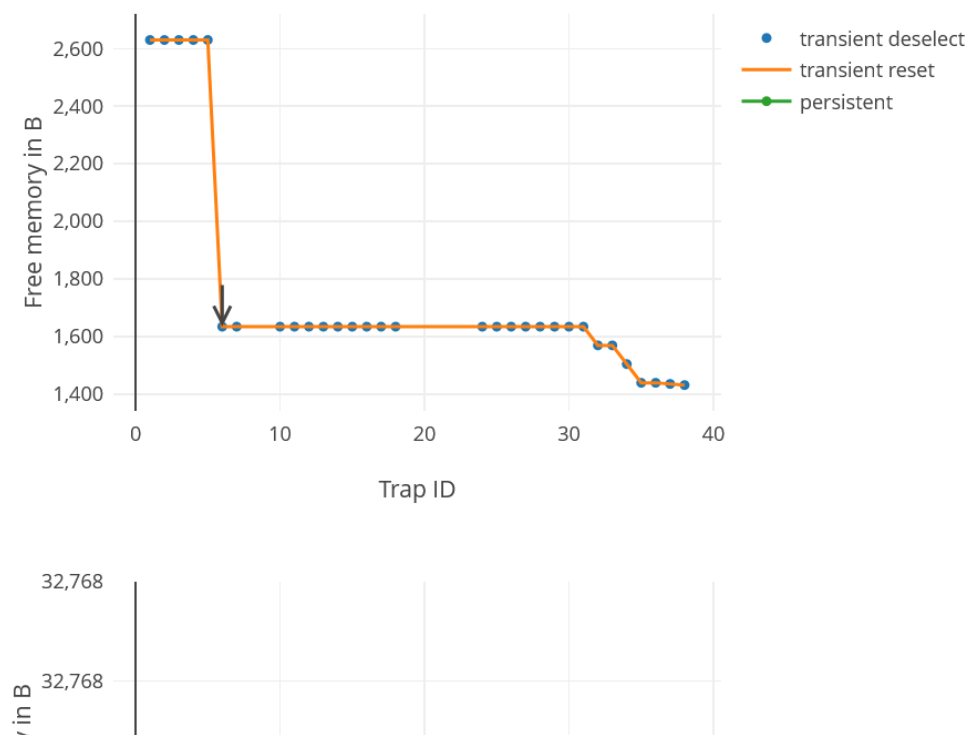 Free memory in B
2,600
2,400
2,200
2,000
1,800
1,600
1,400
0 10 20 30 40
Trap ID
transient deselect
transient reset
persistent
32,768
32,768
in B